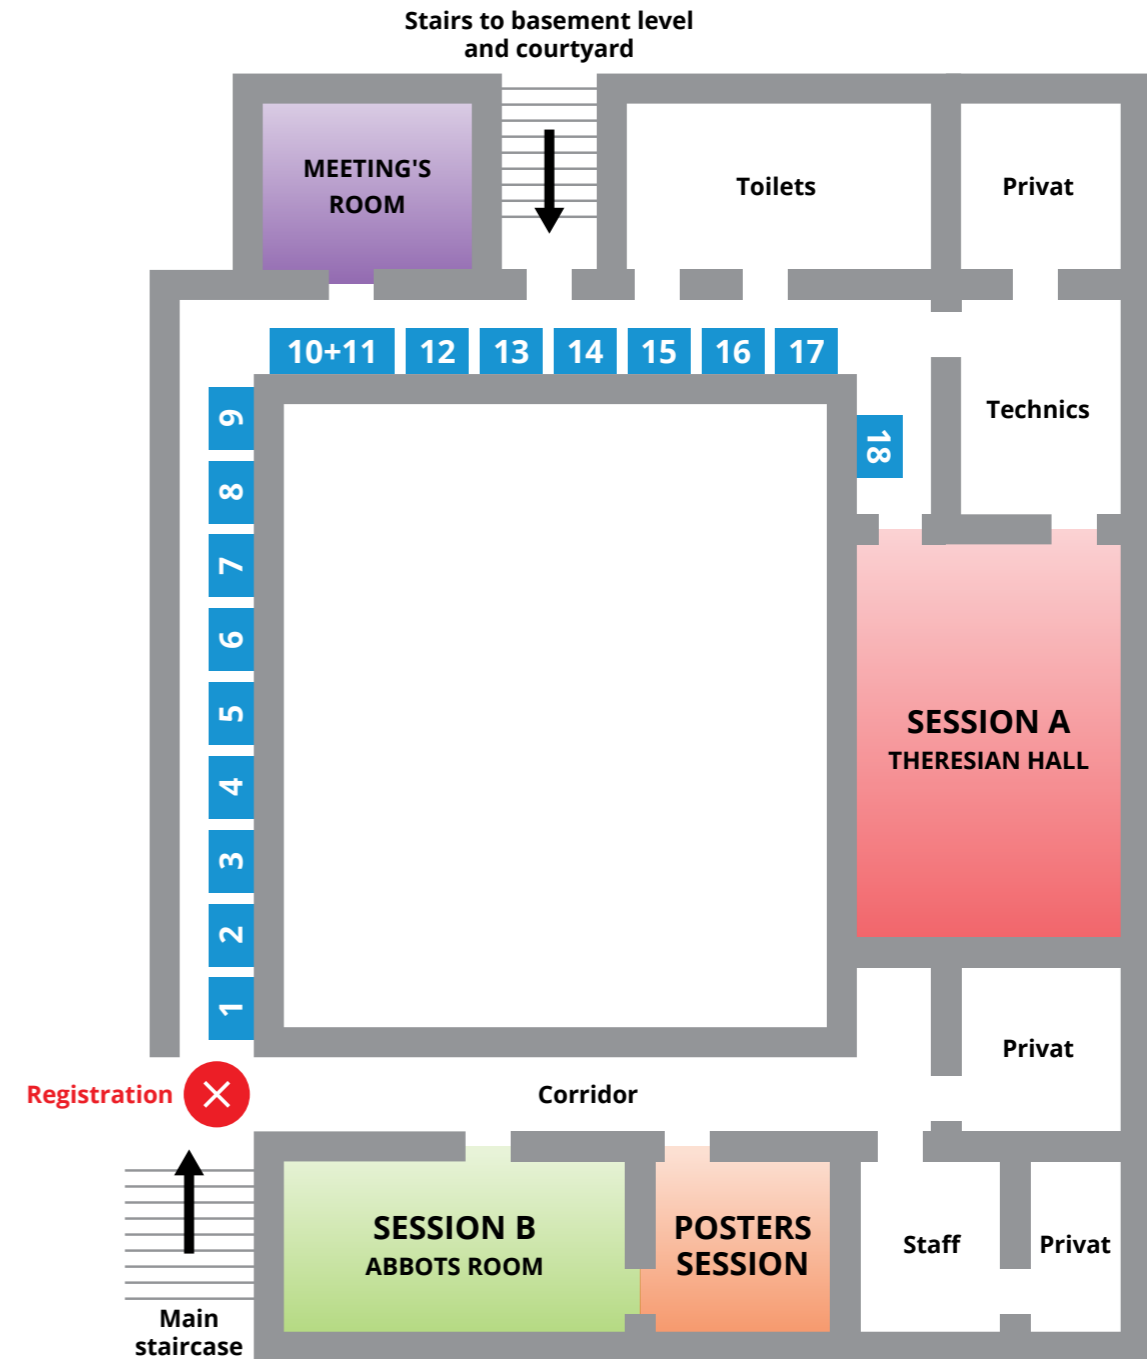 Stairs to basement level
and courtyard
MEETING'S
ROOM
Toilets
Privat
10+11
12
13
14
15
16
17
9
8
7
6
5
4
3
2
1
18
Technics
SESSION A
THERESIAN HALL
Privat
Registration
Corridor
SESSION B
ABBOTS ROOM
POSTERS
SESSION
Staff
Privat
Main
staircase